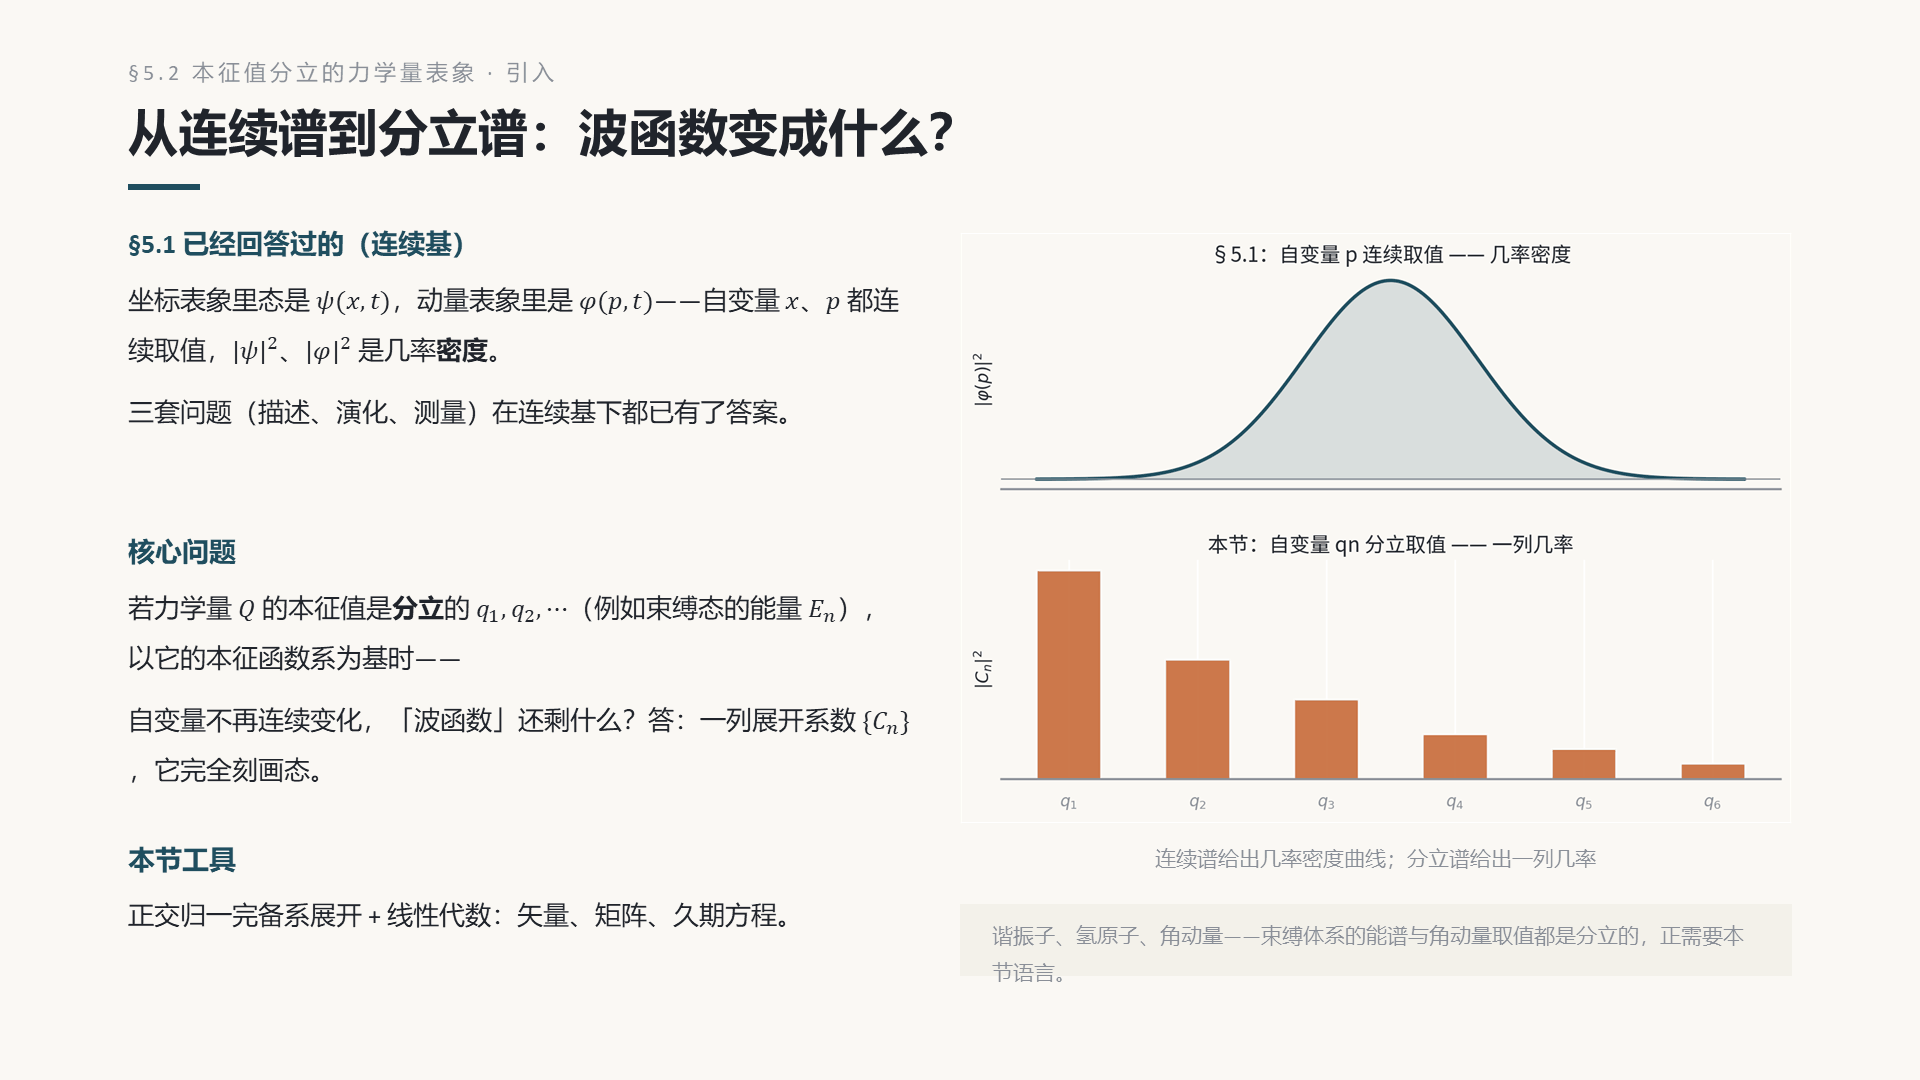 §5.2 本征值分立的力学量表象 · 引入
从连续谱到分立谱：波函数变成什么？
§5.1 已经回答过的（连续基）
坐标表象里态是 ψ(x, t)，动量表象里是 φ(p, t)——自变量 x、p 都连
续取值，|ψ|²、|φ|² 是几率密度。
三套问题（描述、演化、测量）在连续基下都已有了答案。
核心问题
若力学量 Q 的本征值是分立的 q₁, q₂, ⋯（例如束缚态的能量 Eₙ），
以它的本征函数系为基时——
自变量不再连续变化，「波函数」还剩什么？答：一列展开系数 {Cₙ}
，它完全刻画态。
本节工具
正交归一完备系展开 + 线性代数：矢量、矩阵、久期方程。
§5.1：自变量 p 连续取值 —— 几率密度
|φ(p)|²
本节：自变量 qn 分立取值 —— 一列几率
|Cₙ|²
q₁ q₂ q₃ q₄ q₅ q₆
连续谱给出几率密度曲线；分立谱给出一列几率
谐振子、氢原子、角动量——束缚体系的能谱与角动量取值都是分立的，正需要本
节语言。